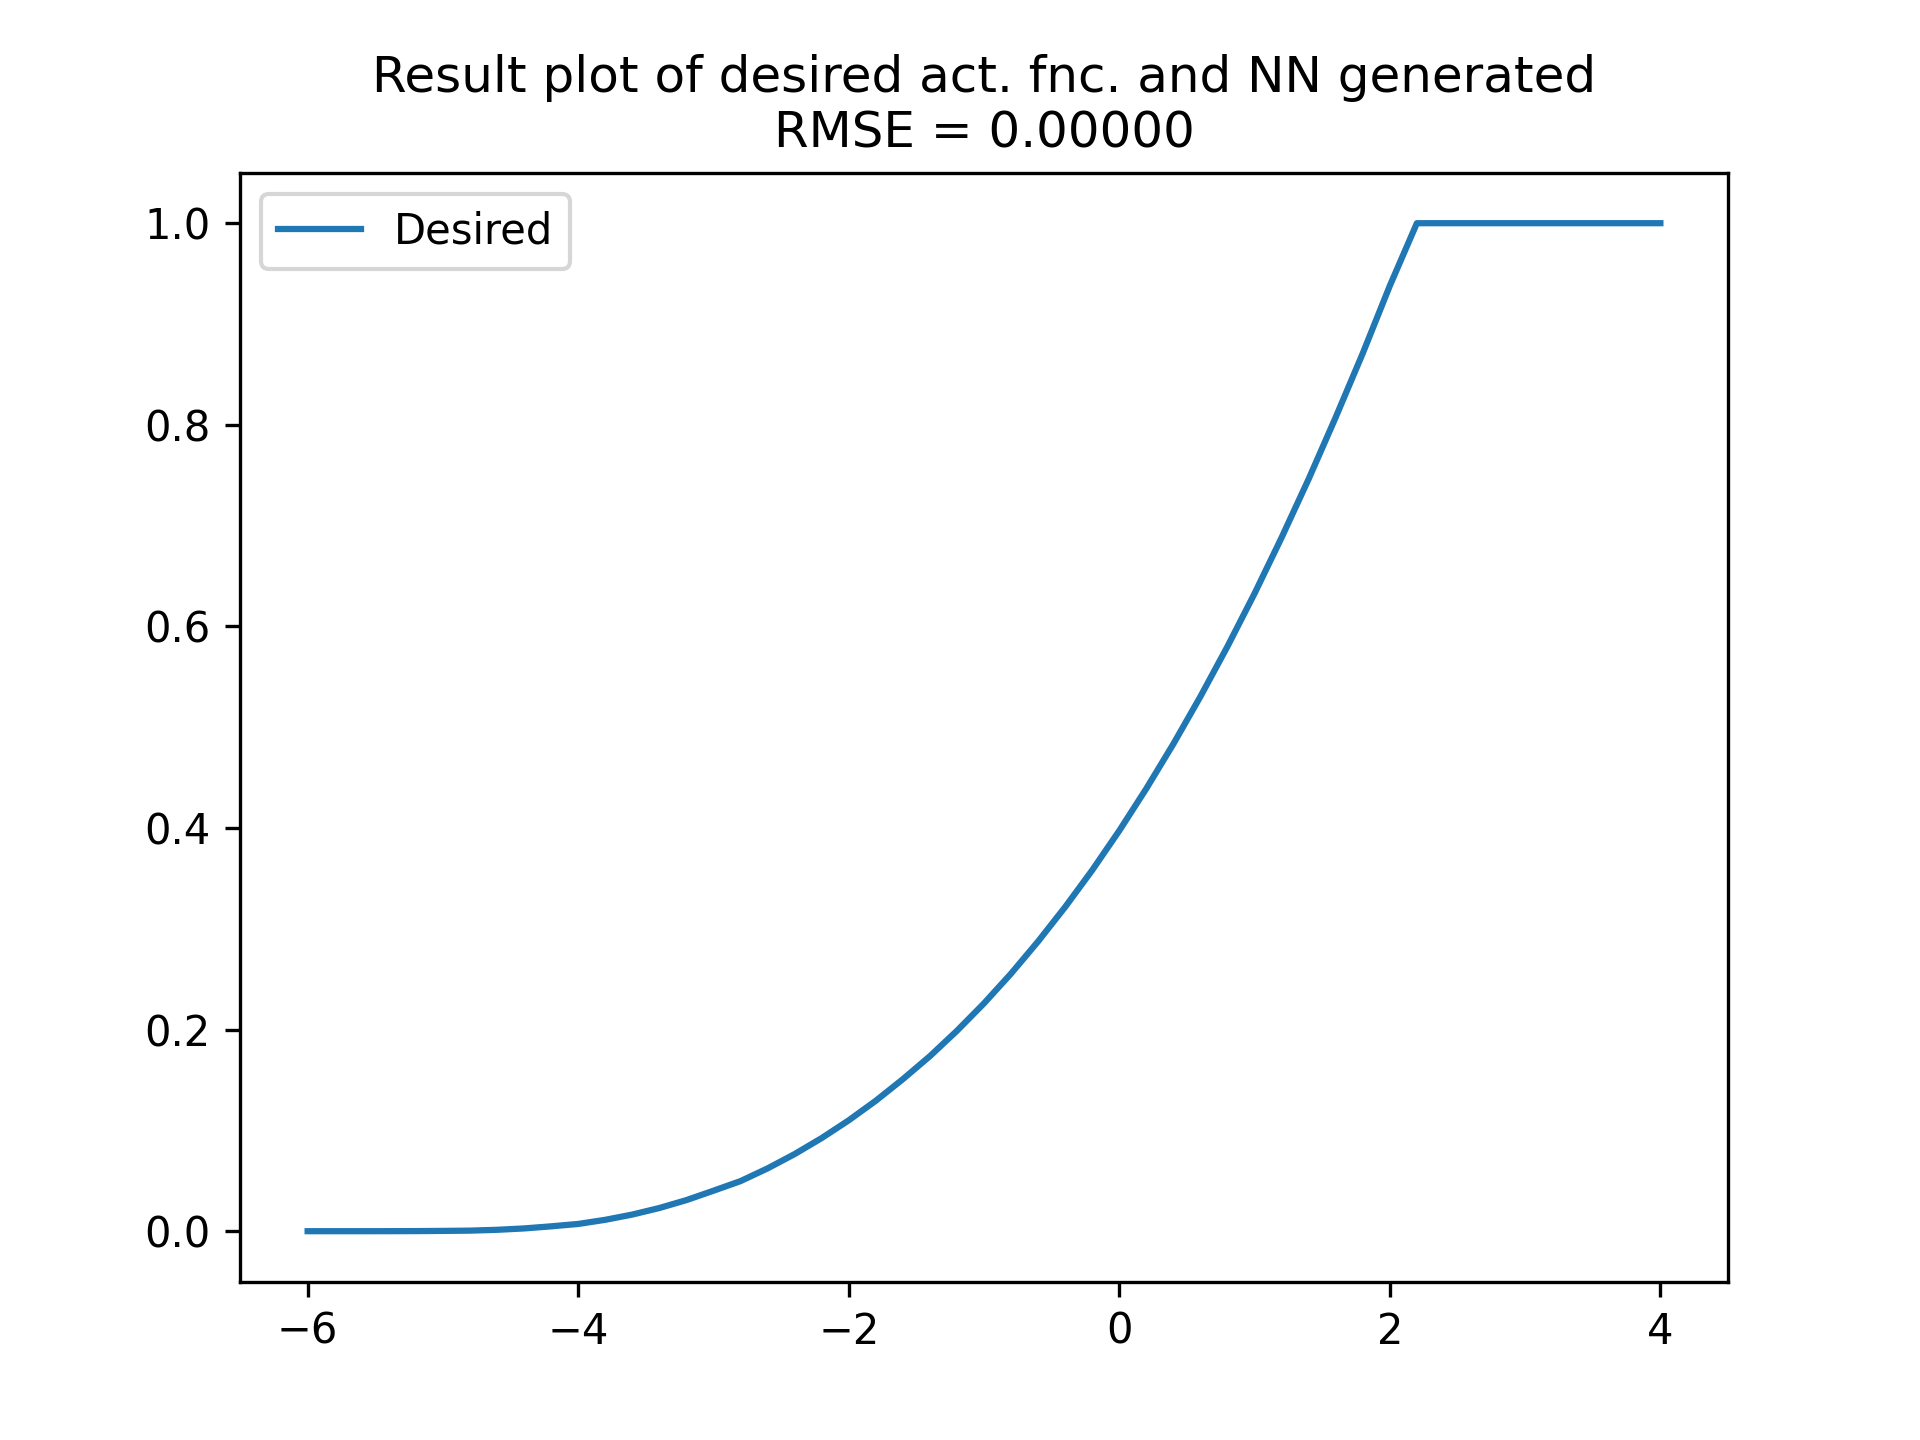 Result plot of desired act. fnc. and NN generated
RMSE = 0.00000
Desired
1.0
0.8
0.6
0.4
0.2
0.0
−6 −4 −2 0 2 4